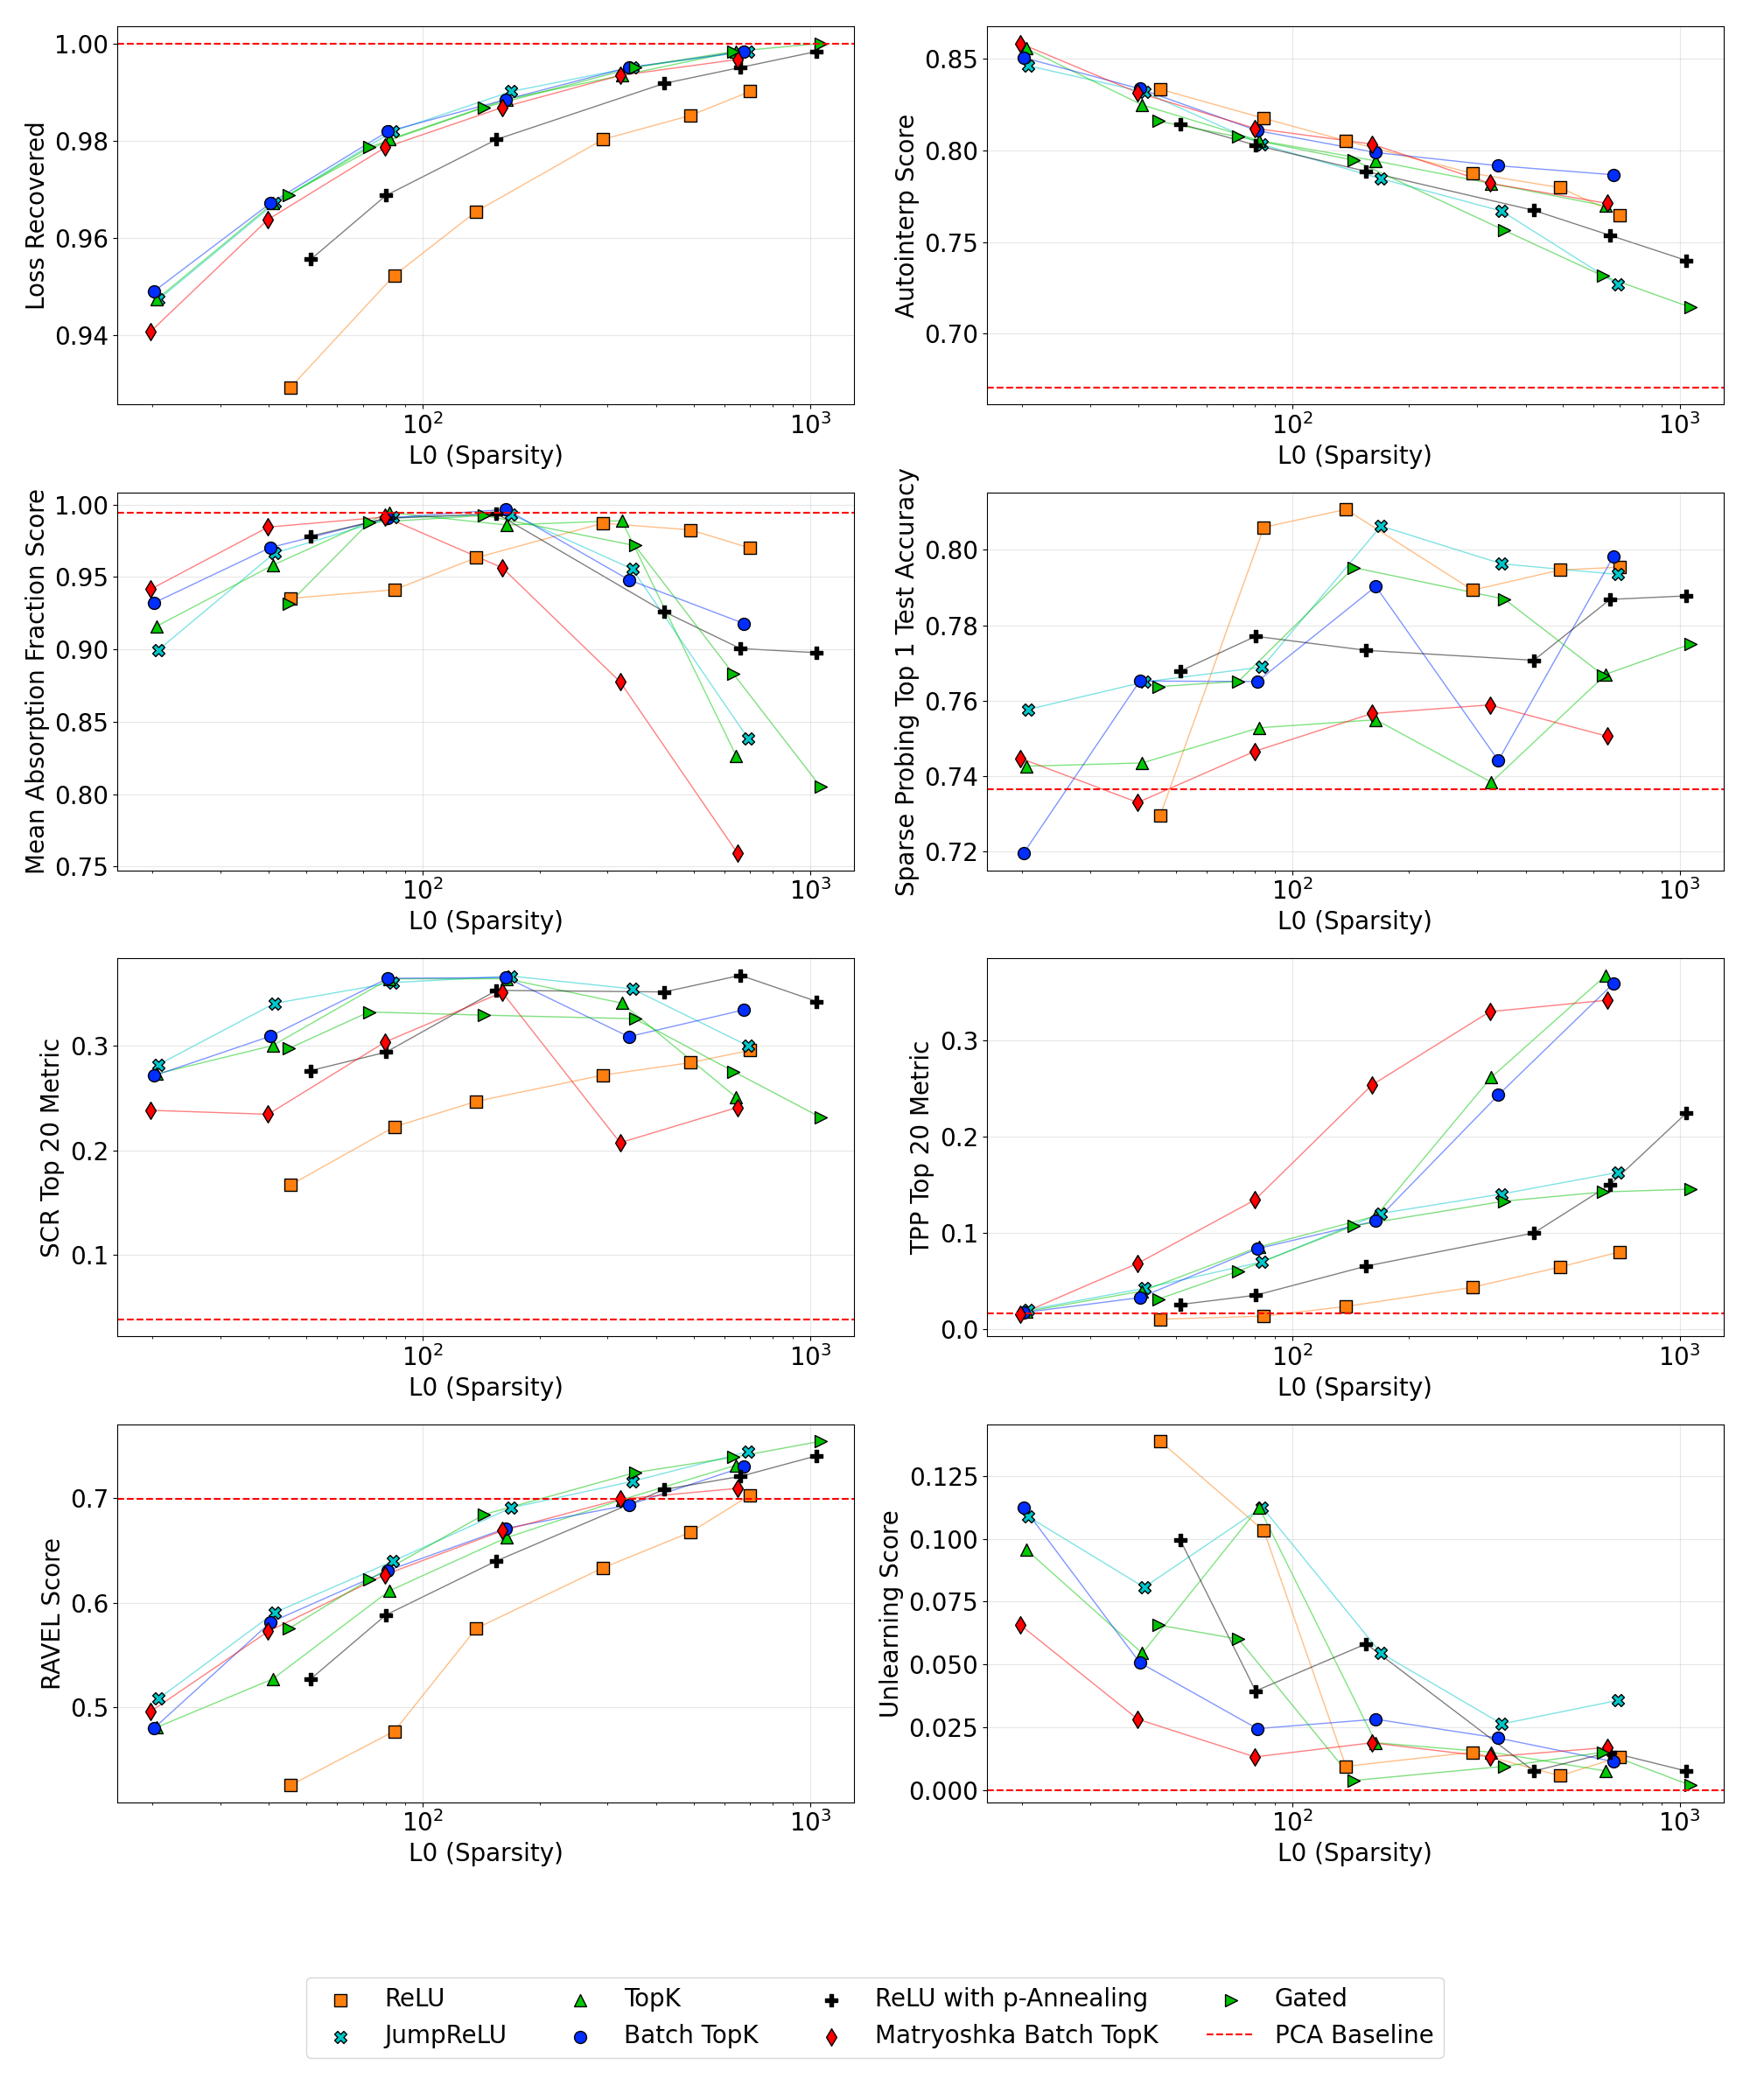 1.00
0.98
0.96
0.94
Loss Recovered
10²
10³
L0 (Sparsity)
0.85
0.80
0.75
0.70
Autointerp Score
10²
10³
L0 (Sparsity)
1.00
0.95
0.90
0.85
0.80
0.75
Mean Absorption Fraction Score
10²
10³
L0 (Sparsity)
0.80
0.78
0.76
0.74
0.72
Sparse Probing Top 1 Test Accuracy
10²
10³
L0 (Sparsity)
0.3
0.2
0.1
SCR Top 20 Metric
10²
10³
L0 (Sparsity)
0.3
0.2
0.1
0.0
TPP Top 20 Metric
10²
10³
L0 (Sparsity)
0.7
0.6
0.5
RAVEL Score
10²
10³
L0 (Sparsity)
0.125
0.100
0.075
0.050
0.025
0.000
Unlearning Score
10²
10³
L0 (Sparsity)
ReLU
JumpReLU
TopK
Batch TopK
ReLU with p-Annealing
Matryoshka Batch TopK
Gated
PCA Baseline